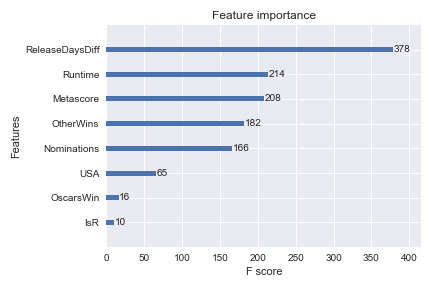 Feature importance
Features
ReleaseDaysDiff 378
Runtime 214
Metascore 208
OtherWins 182
Nominations 166
USA 65
OscarsWin 16
IsR 10
0 50 100 150 200 250 300 350 400
F score